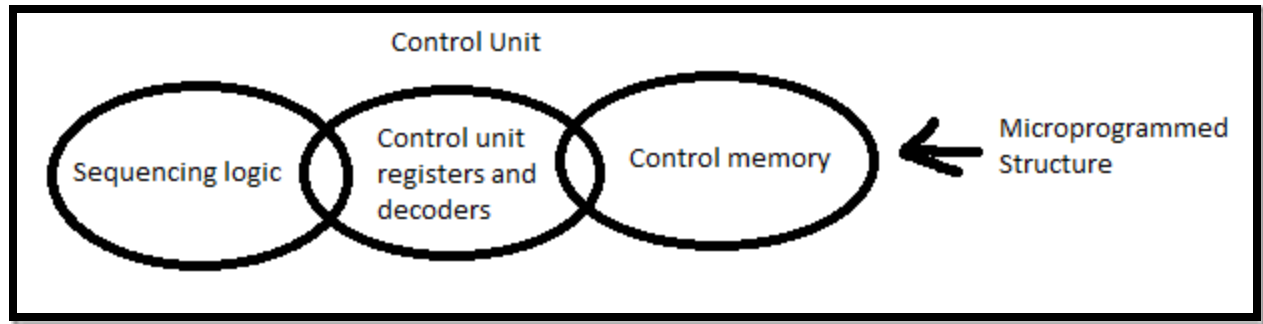 Control Unit
Sequencing logic
Control unit
registers and
decoders
Control memory
Microprogrammed
Structure